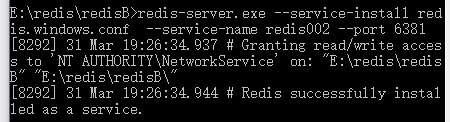 E:\redis\redisB>redis-server.exe --service-install red
is.windows.conf  --service-name redis002 --port 6381
[8292] 31 Mar 19:26:34.937 # Granting read/write acces
s to 'NT AUTHORITY\NetworkService' on: "E:\redis\redis
B" "E:\redis\redisB\"
[8292] 31 Mar 19:26:34.944 # Redis successfully instal
led as a service.